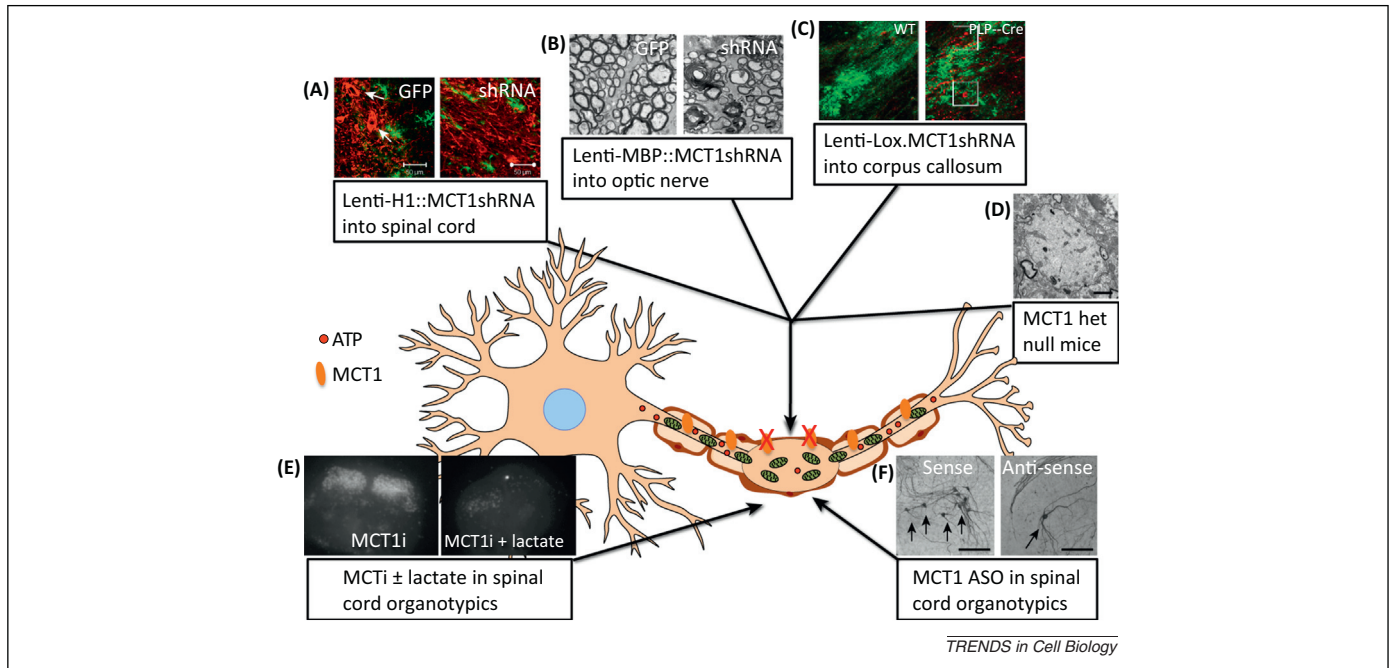 (A)
GFP
shRNA
50 µm
50 µm
Lenti-H1::MCT1shRNA
into spinal cord
(B)
GFP
shRNA
Lenti-MBP::MCT1shRNA
into optic nerve
(C)
WT
PLP--Cre
Lenti-Lox.MCT1shRNA
into corpus callosum
(D)
MCT1 het
null mice
ATP
MCT1
X
X
(E)
MCT1i
MCT1i + lactate
MCTi ± lactate in spinal
cord organotypics
(F)
Sense
Anti-sense
MCT1 ASO in spinal
cord organotypics
TRENDS in Cell Biology